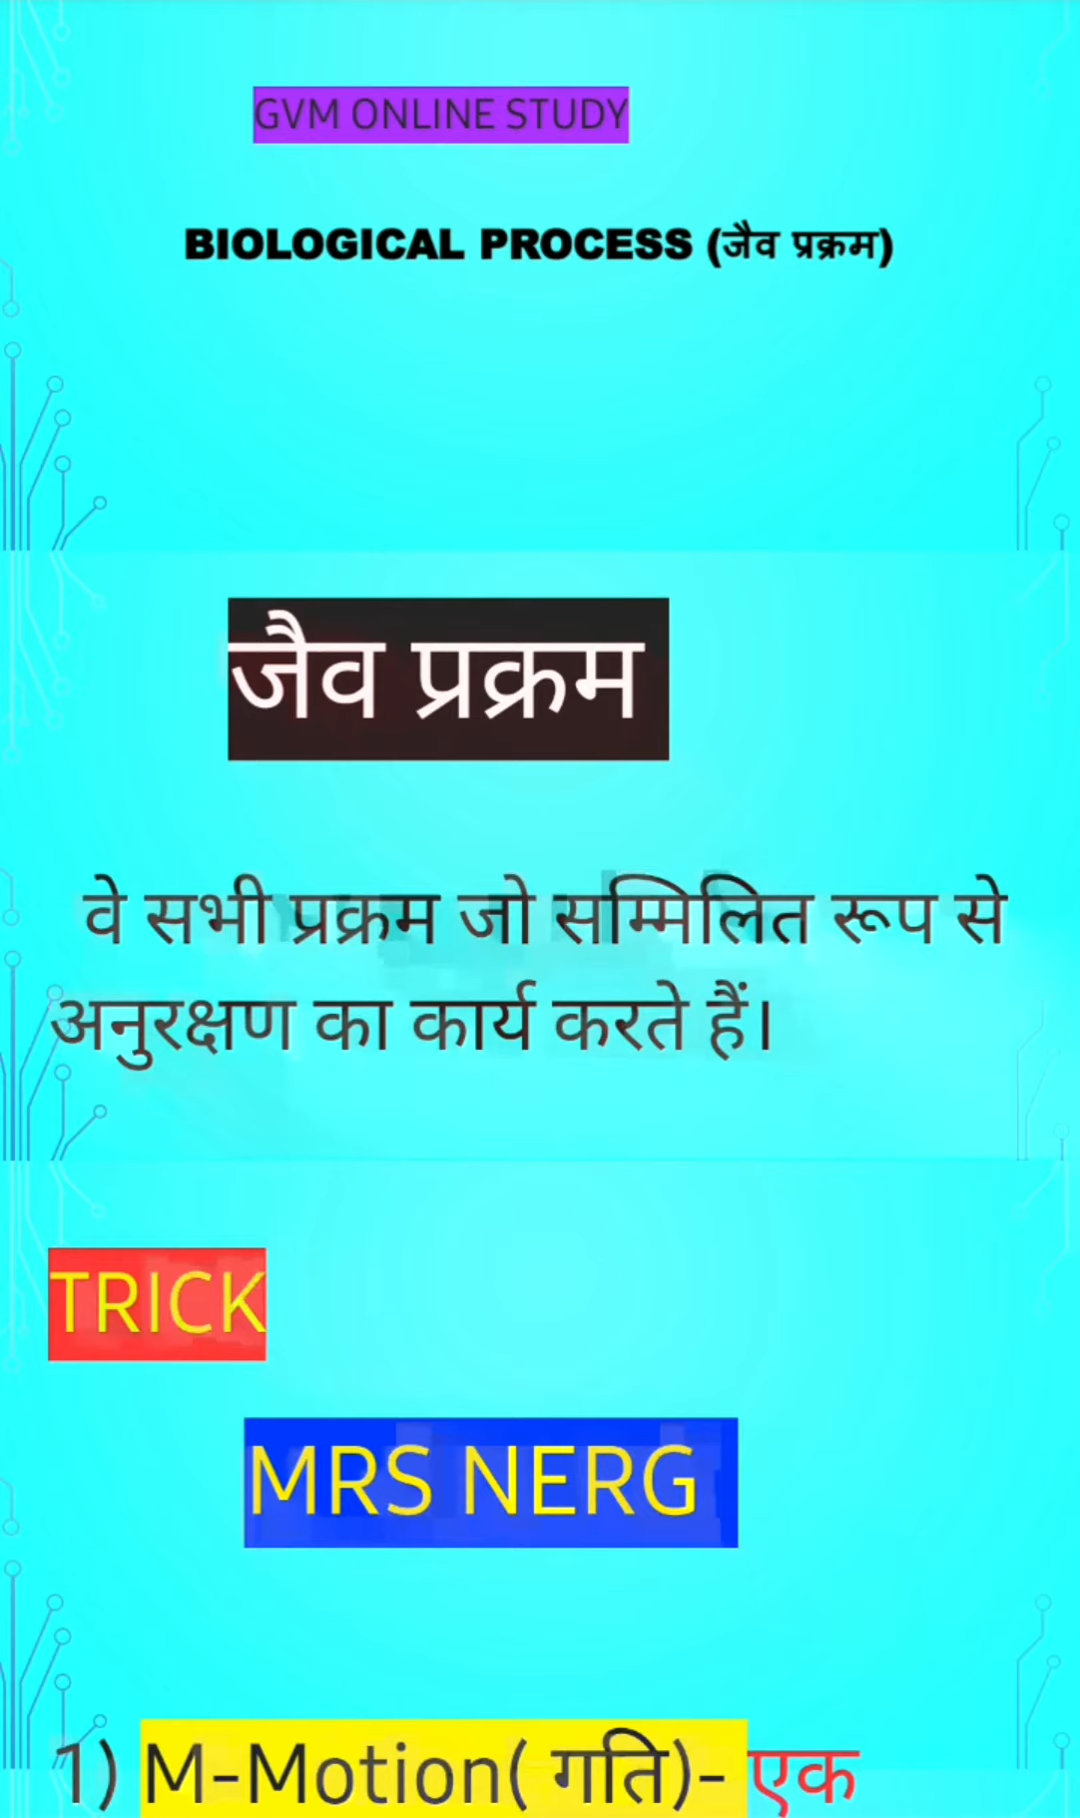 GVM ONLINE STUDY
BIOLOGICAL PROCESS (जैव प्रक्रम)
जैव प्रक्रम
वे सभी प्रक्रम जो सम्मिलित रूप से
अनुरक्षण का कार्य करते हैं।
TRICK
MRS NERG
1) M-Motion( गति)- एक